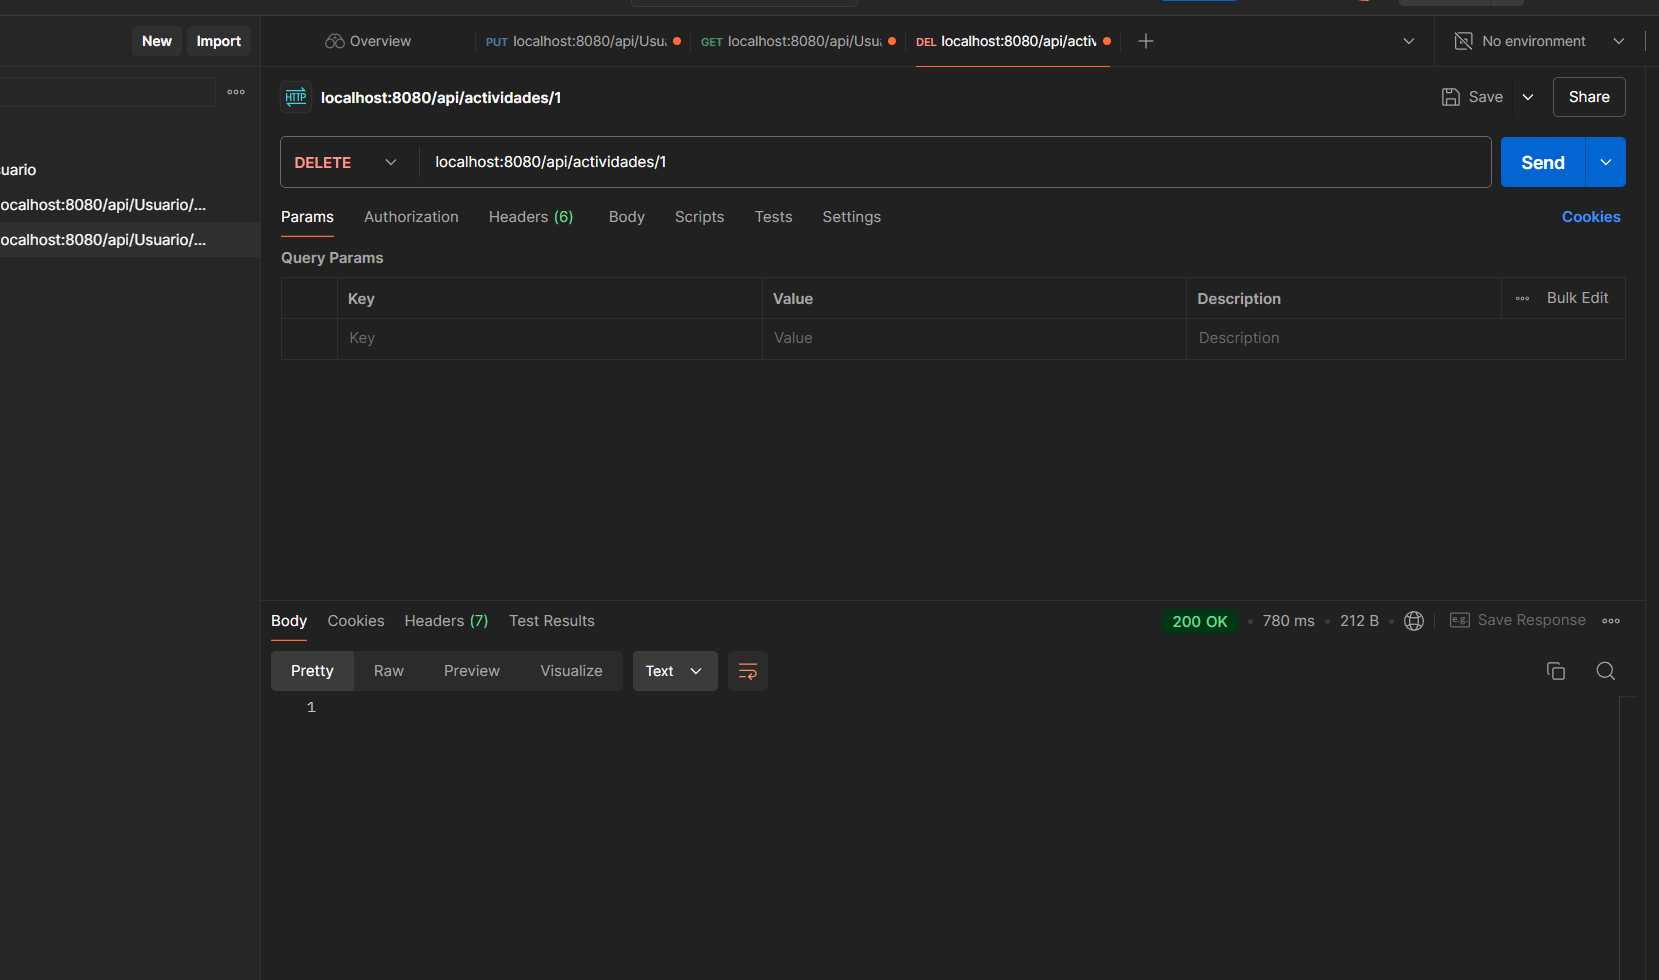 New Import
Overview
PUT localhost:8080/api/Usu
GET localhost:8080/api/Usu
DEL localhost:8080/api/activ
No environment
HTTP localhost:8080/api/actividades/1
Save
Share
DELETE localhost:8080/api/actividades/1
Send
uario
ocalhost:8080/api/Usuario/...
ocalhost:8080/api/Usuario/...
Params Authorization Headers (6) Body Scripts Tests Settings Cookies
Query Params
Key Value Description Bulk Edit
Key Value Description
Body Cookies Headers (7) Test Results
200 OK 780 ms 212 B e.g. Save Response
Pretty Raw Preview Visualize Text
1